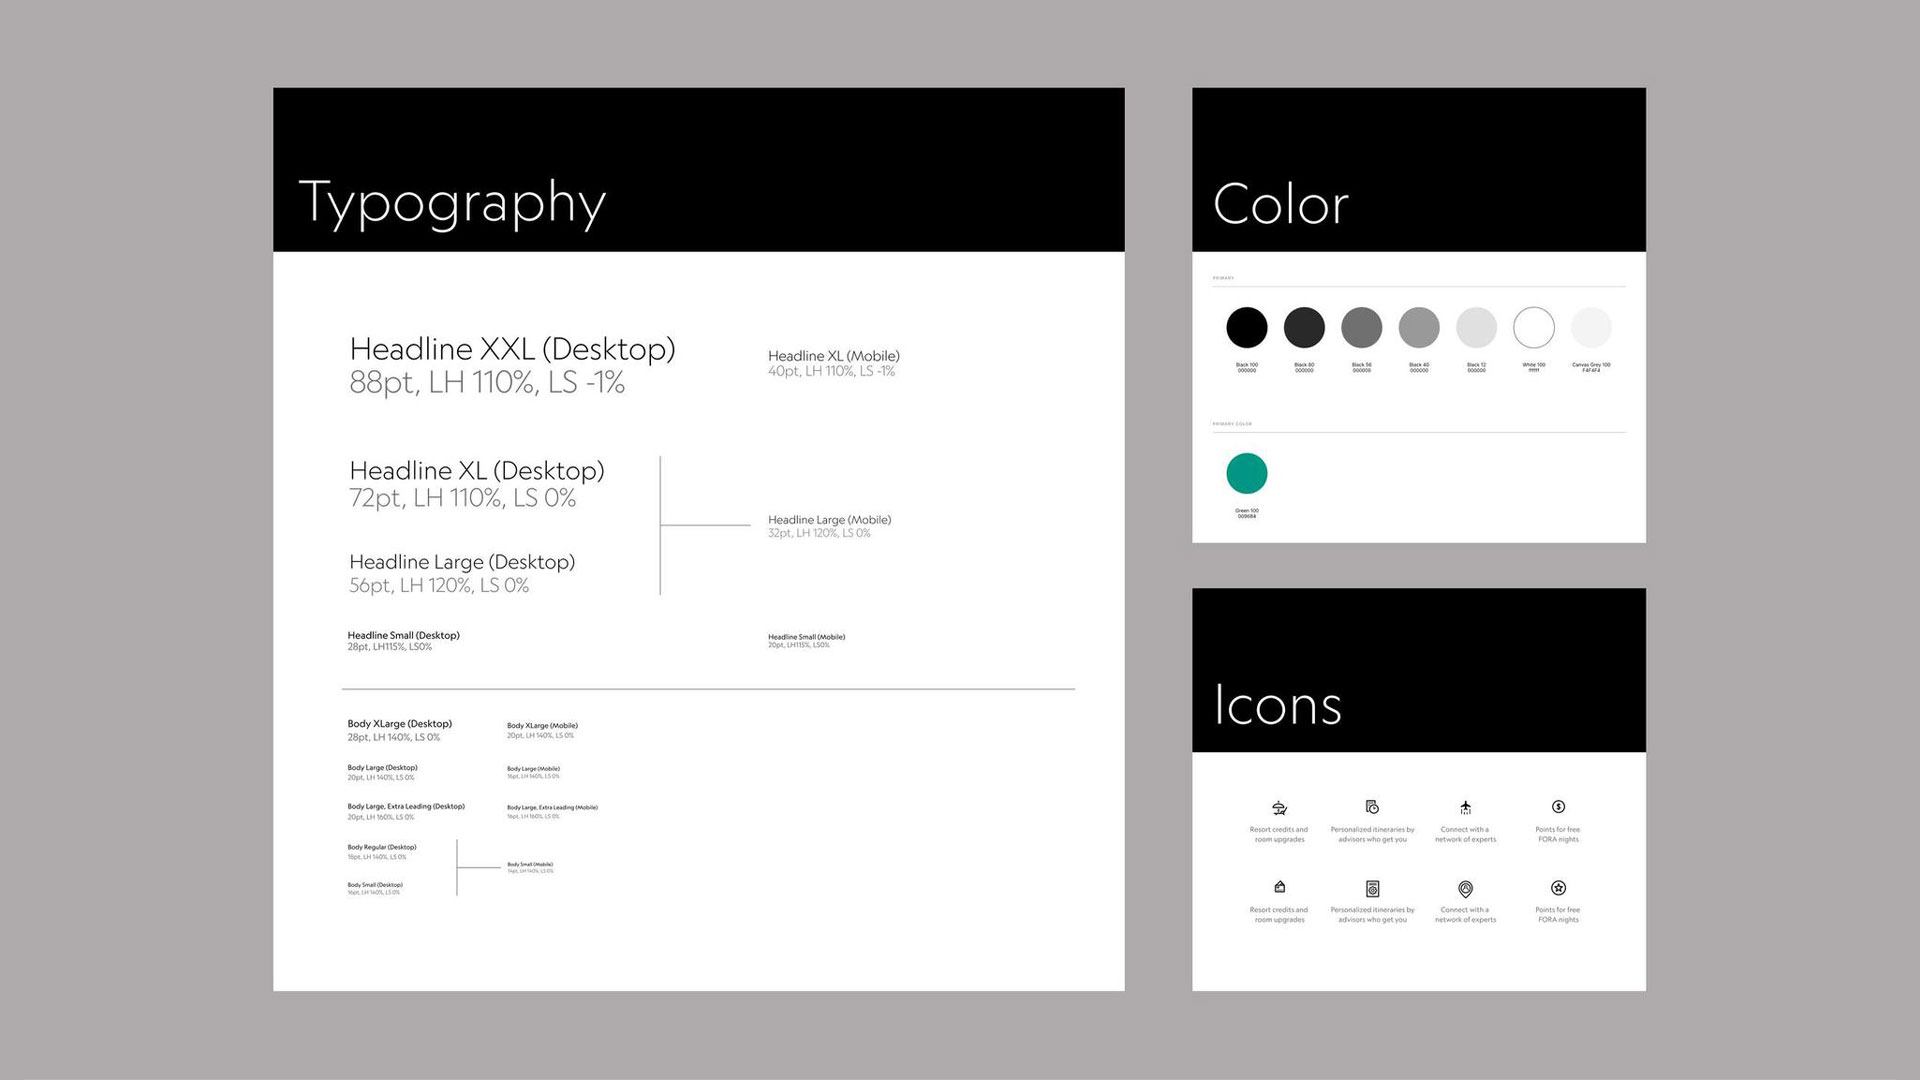 Typography
Headline XXL (Desktop)
88pt, LH 110%, LS -1%
Headline XL (Mobile)
40pt, LH 110%, LS -1%
Headline XL (Desktop)
72pt, LH 110%, LS 0%
Headline Large (Desktop)
56pt, LH 120%, LS 0%
Headline Large (Mobile)
32pt, LH 120%, LS 0%
Headline Small (Desktop)
28pt, LH115%, LS0%
Headline Small (Mobile)
20pt, LH115%, LS0%
Body XLarge (Desktop)
28pt, LH 140%, LS 0%
Body XLarge (Mobile)
20pt, LH 140%, LS 0%
Body Large (Desktop)
20pt, LH 140%, LS 0%
Body Large (Mobile)
16pt, LH 140%, LS 0%
Body Large, Extra Leading (Desktop)
20pt, LH 160%, LS 0%
Body Large, Extra Leading (Mobile)
16pt, LH 160%, LS 0%
Body Regular (Desktop)
18pt, LH 140%, LS 0%
Body Small (Desktop)
16pt, LH 140%, LS 0%
Body Small (Mobile)
14pt, LH 140%, LS 0%
Color
PRIMARY
Black 100
000000
Black 80
000000
Black 56
000000
Black 40
000000
Black 12
000000
White 100
ffffff
Canvas Grey 100
F4F4F4
PRIMARY COLOR
Green 100
009684
Icons
Resort credits and
room upgrades
Personalized itineraries by
advisors who get you
Connect with a
network of experts
Points for free
FORA nights
Resort credits and
room upgrades
Personalized itineraries by
advisors who get you
Connect with a
network of experts
Points for free
FORA nights